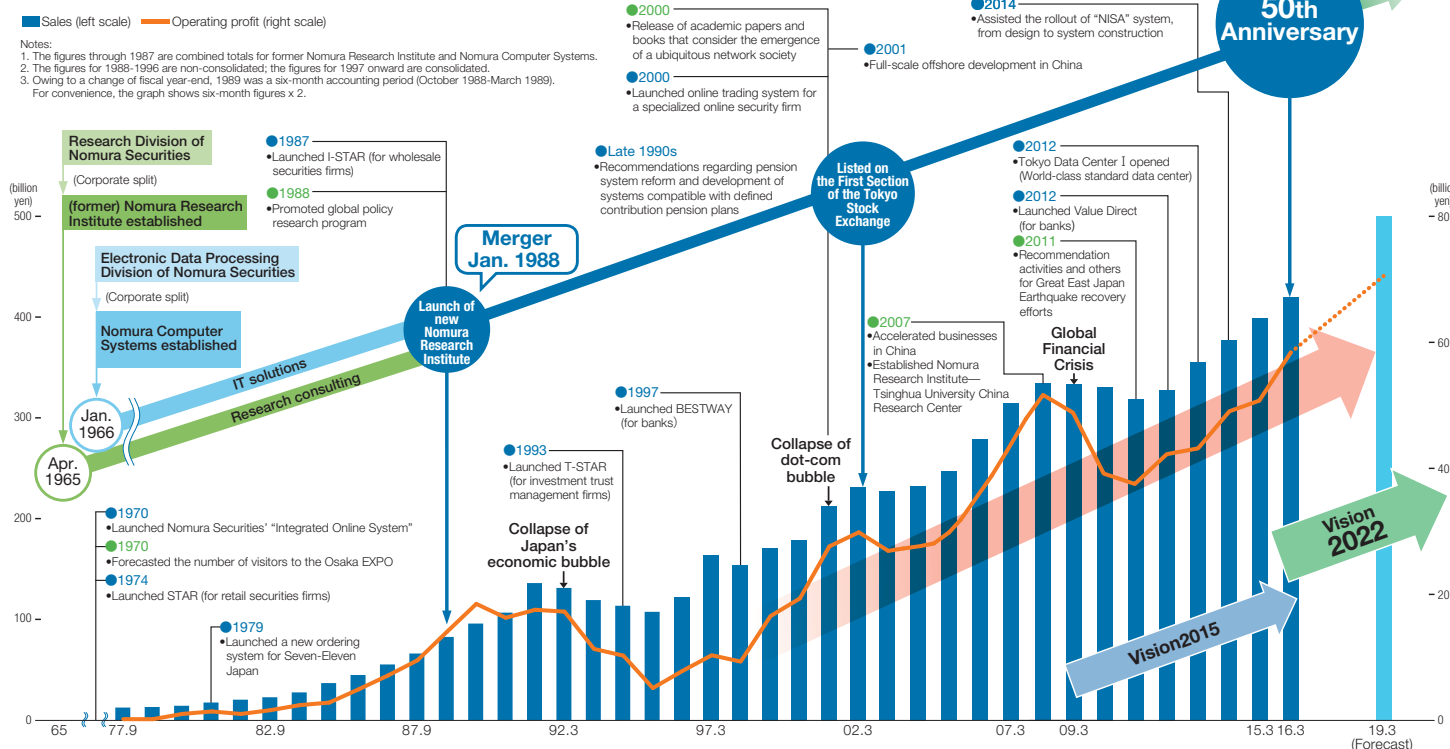 Sales (left scale)
Operating profit (right scale)
Notes:
1. The figures through 1987 are combined totals for former Nomura Research Institute and Nomura Computer Systems.
2. The figures for 1988-1996 are non-consolidated; the figures for 1997 onward are consolidated.
3. Owing to a change of fiscal year-end, 1989 was a six-month accounting period (October 1988-March 1989).
For convenience, the graph shows six-month figures x 2.
2000
•Release of academic papers and
books that consider the emergence
of a ubiquitous network society
2000
•Launched online trading system for
a specialized online security firm
2001
•Full-scale offshore development in China
2014
•Assisted the rollout of “NISA” system,
from design to system construction
50th
Anniversary
Research Division of
Nomura Securities
(Corporate split)
(former) Nomura Research
Institute established
Electronic Data Processing
Division of Nomura Securities
(Corporate split)
Nomura Computer
Systems established
1987
•Launched I-STAR (for wholesale
securities firms)
1988
•Promoted global policy
research program
Merger
Jan. 1988
Launch of
new
Nomura
Research
Institute
Late 1990s
•Recommendations regarding pension
system reform and development of
systems compatible with defined
contribution pension plans
Listed on
the First Section
of the Tokyo
Stock
Exchange
2012
•Tokyo Data Center I opened
(World-class standard data center)
2012
•Launched Value Direct
(for banks)
2011
•Recommendation
activities and others
for Great East Japan
Earthquake recovery
efforts
2007
•Accelerated businesses
in China
•Established Nomura
Research Institute—
Tsinghua University China
Research Center
Global
Financial
Crisis
IT solutions
Research consulting
Jan.
1966
Apr.
1965
1997
•Launched BESTWAY
(for banks)
1993
•Launched T-STAR
(for investment trust
management firms)
Collapse of
dot-com
bubble
Collapse of
Japan's
economic bubble
1970
•Launched Nomura Securities' “Integrated Online System”
1970
•Forecasted the number of visitors to the Osaka EXPO
1974
•Launched STAR (for retail securities firms)
1979
•Launched a new ordering
system for Seven-Eleven
Japan
Vision
2022
Vision2015
(billion
yen)
500
400
300
200
100
0
80
60
40
20
0
65
77.9
82.9
87.9
92.3
97.3
02.3
07.3
09.3
15.3
16.3
19.3
(Forecast)